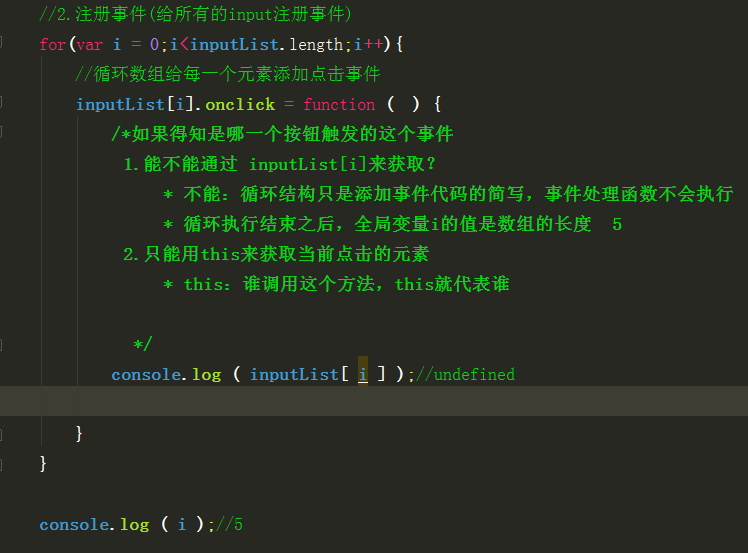 //2.注册事件(给所有的input注册事件)
for(var i = 0;i<inputList.length;i++){
//循环数组给每一个元素添加点击事件
inputList[i].onclick = function ( ) {
/*如果得知是哪一个按钮触发的这个事件
1.能不能通过 inputList[i]来获取?
* 不能：循环结构只是添加事件代码的简写，事件处理函数不会执行
* 循环执行结束之后，全局变量i的值是数组的长度 5
2.只能用this来获取当前点击的元素
* this：谁调用这个方法，this就代表谁
*/
console.log ( inputList[ i ] );//undefined
}
}
console.log ( i );//5